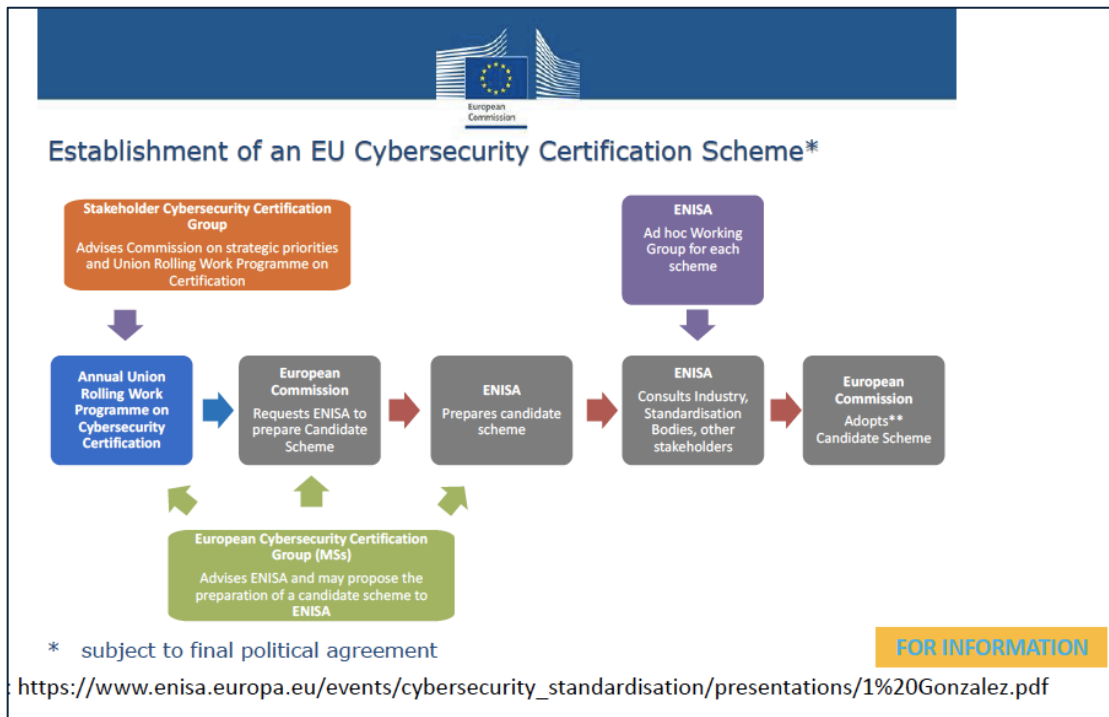 European
Commission
Establishment of an EU Cybersecurity Certification Scheme*
Stakeholder Cybersecurity Certification
Group
Advises Commission on strategic priorities
and Union Rolling Work Programme on
Certification
ENISA
Ad hoc Working
Group for each
scheme
Annual Union
Rolling Work
Programme on
Cybersecurity
Certification
European
Commission
Requests ENISA to
prepare Candidate
Scheme
ENISA
Prepares candidate
scheme
ENISA
Consults Industry,
Standardisation
Bodies, other
stakeholders
European
Commission
Adopts**
Candidate Scheme
European Cybersecurity Certification
Group (MSs)
Advises ENISA and may propose the
preparation of a candidate scheme to
ENISA
* subject to final political agreement
FOR INFORMATION
: https://www.enisa.europa.eu/events/cybersecurity_standardisation/presentations/1%20Gonzalez.pdf